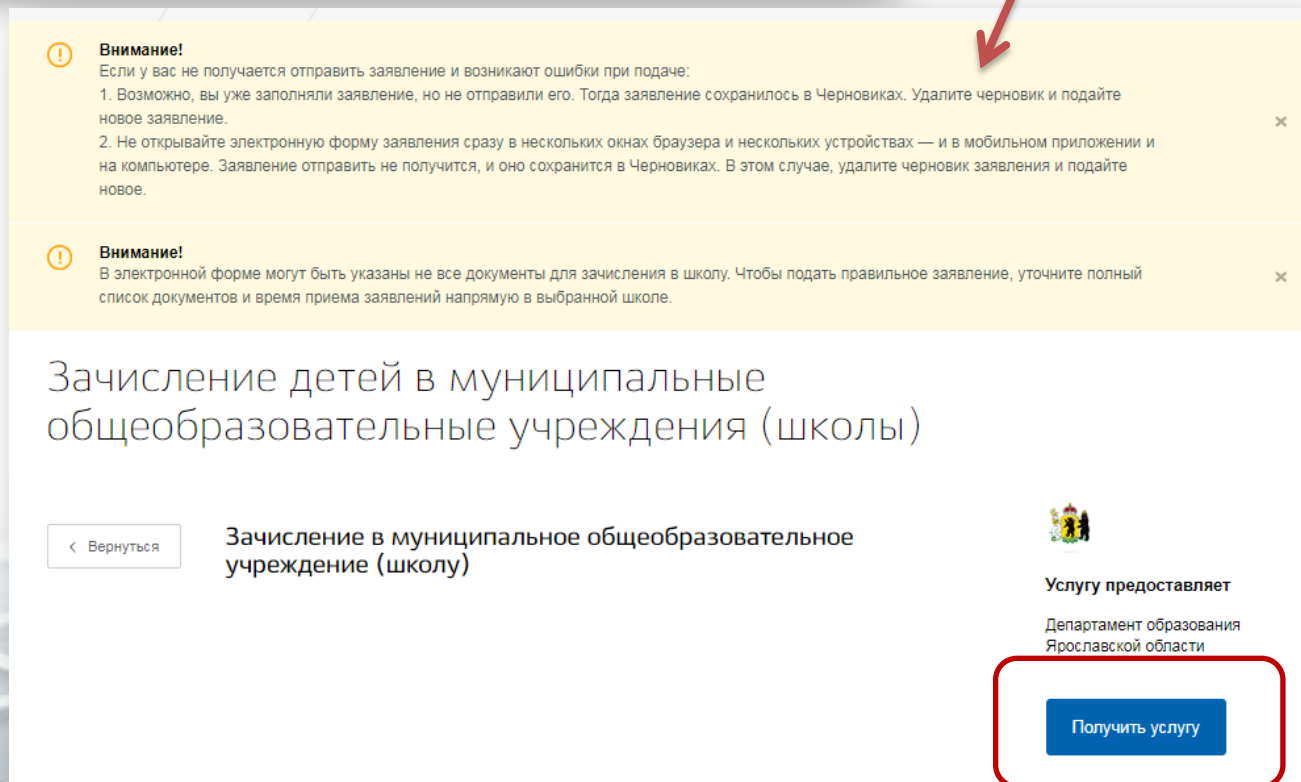 Внимание!
Если у вас не получается отправить заявление и возникают ошибки при подаче:
1. Возможно, вы уже заполняли заявление, но не отправили его. Тогда заявление сохранилось в Черновиках. Удалите черновик и подайте
новое заявление.
2. Не открывайте электронную форму заявления сразу в нескольких окнах браузера и нескольких устройствах — и в мобильном приложении и
на компьютере. Заявление отправить не получится, и оно сохранится в Черновиках. В этом случае, удалите черновик заявления и подайте
новое.
Внимание!
В электронной форме могут быть указаны не все документы для зачисления в школу. Чтобы подать правильное заявление, уточните полный
список документов и время приема заявлений напрямую в выбранной школе.
Зачисление детей в муниципальные
общеобразовательные учреждения (школы)
Вернуться
Зачисление в муниципальное общеобразовательное
учреждение (школу)
Услугу предоставляет
Департамент образования
Ярославской области
Получить услугу